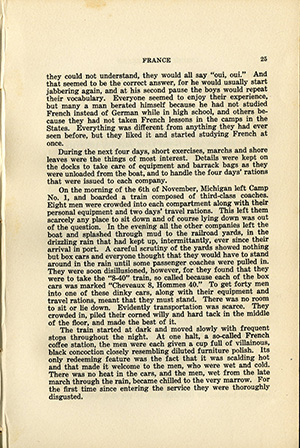 FRANCE 25
they could not understand, they would all say "oui, oui." And
that seemed to be the correct answer, for he would usually start
jabbering again, and at his second pause the boys would repeat
their vocabulary. Everyone seemed to enjoy their experience,
but many a man berated himself because he had not studied
French instead of German while in high school, and others be-
cause they had not taken French lessons in the camps in the
States. Everything was different from anything they had ever
seen before, but they liked it and started studying French at
once.
During the next four days, short exercises, marchs and shore
leaves were the things of most interest. Details were kept on
the docks to take care of equipment and barrack bags as they
were unloaded from the boat, and to handle the four days' rations
that were issued to each company.
On the morning of the 6th of November, Michigan left Camp
No. 1, and boarded a train composed of third-class coaches.
Eight men were crowded into each compartment along with their
personal equipment and two days' travel rations. This left them
scarcely any place to sit down and of course lying down was out
of the question. In the evening all the other companies left the
boat and splashed through mud to the railroad yards, in the
drizzling rain that had kept up, intermittently, ever since their
arrival in port. A careful scrutiny of the yards showed nothing
but box cars and everyone thought that they would have to stand
around in the rain until some passenger coaches were pulled in.
They were soon disillusioned, however, for they found that they
were to take the "8-40" train, so called because each of the box
cars was marked "Cheveaux 8, Hommes 40." To get forty men
into one of these dinky cars, along with their equipment and
travel rations, meant that they must stand. There was no room
to sit or lie down. Evidently transportation was scarce. They
crowded in, piled their corned willy and hard tack in the middle
of the floor, and made the best of it.
The train started at dark and moved slowly with frequent
stops throughout the night. At one halt, a so-called French
coffee station, the men were each given a cup full of villainous,
black concoction closely resembling diluted furniture polish. Its
only redeeming feature was the fact that it was scalding hot
and that made it welcome to the men, who were wet and cold.
There was no heat in the cars, and the men, wet from the late
march through the rain, became chilled to the very marrow. For
the first time since entering the service they were thoroughly
disgusted.